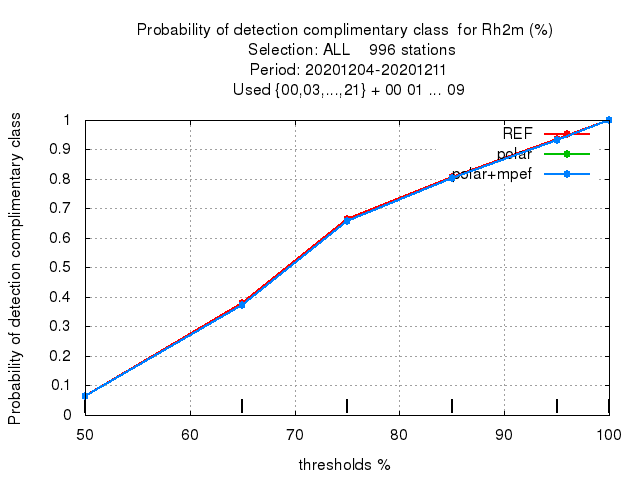 Probability of detection complimentary class  for Rh2m (%)
Selection: ALL    996 stations
Period: 20201204-20201211
Used {00,03,...,21} + 00 01 ... 09
Probability of detection complimentary class
1
0.9
0.8
0.7
0.6
0.5
0.4
0.3
0.2
0.1
0
REF
polar
polar+mpef
50 60 70 80 90 100
thresholds %